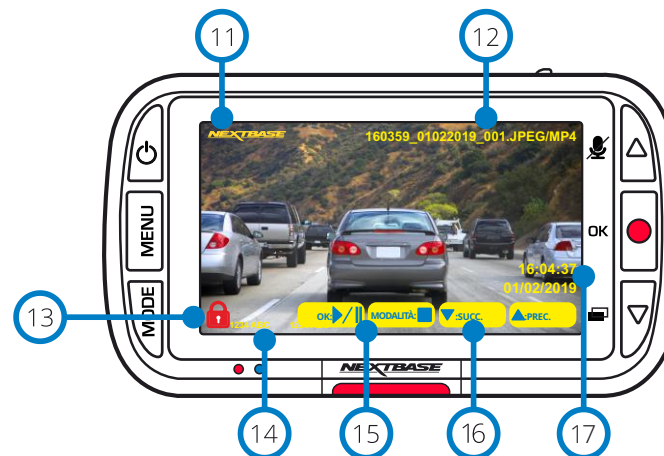 11
12
NEXTBASE
160359_01022019_001.JPEG/MP4
MENU
OK
16:04:37
01/02/2019
13
MODE
OK:
MODALITÀ:
:SUCC.
:PREC.
NEXTBASE
14
15
16
17